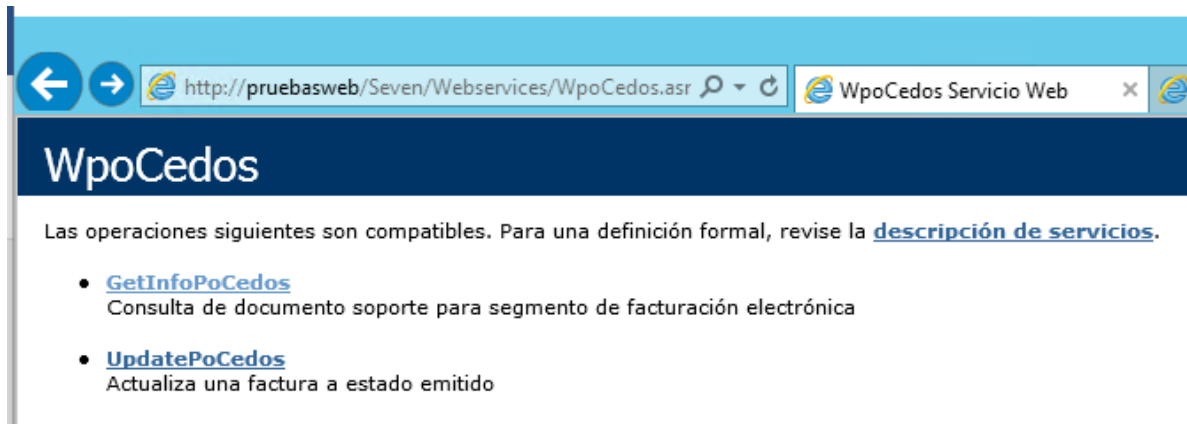 http://pruebasweb/Seven/Webservices/WpoCedos.asr
WpoCedos Servicio Web
WpoCedos
Las operaciones siguientes son compatibles. Para una definición formal, revise la descripción de servicios.
GetInfoPoCedos
Consulta de documento soporte para segmento de facturación electrónica
UpdatePoCedos
Actualiza una factura a estado emitido